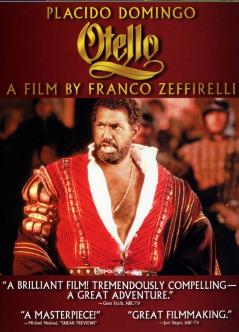 PLACIDO DOMINGO
Otello
A FILM BY FRANCO ZEFFIRELLI
"A BRILLIANT FILM! TREMENDOUSLY COMPELLING—
A GREAT ADVENTURE."
—Gene Shalit, NBC-TV
"A MASTERPIECE!" "GREAT FILMMAKING."
—Michael Medved, "SNEAK PREVIEWS" —Joel Siegel, ABC-TV